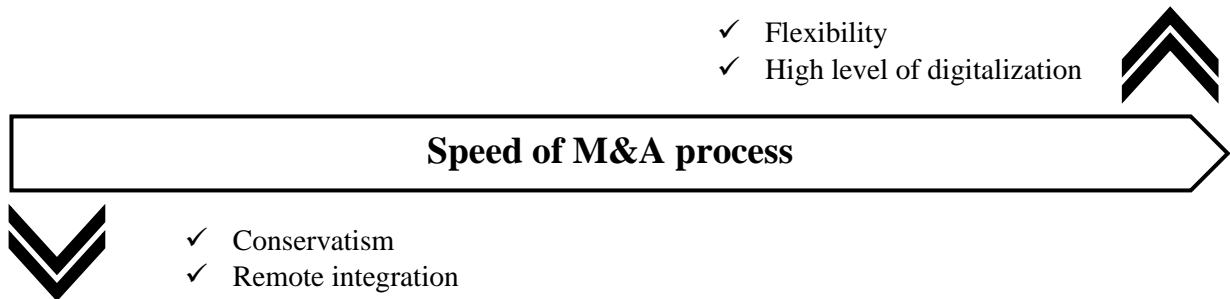 ✓ Flexibility
✓ High level of digitalization
Speed of M&A process
✓ Conservatism
✓ Remote integration